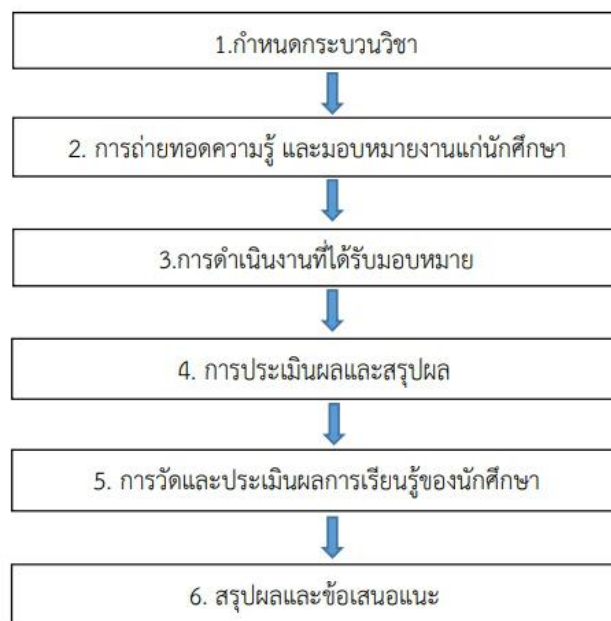 1.กำหนดกระบวนวิชา
2. การถ่ายทอดความรู้ และมอบหมายงานแก่นักศึกษา
3.การดำเนินงานที่ได้รับมอบหมาย
4. การประเมินผลและสรุปผล
5. การวัดและประเมินผลการเรียนรู้ของนักศึกษา
6. สรุปผลและข้อเสนอแนะ